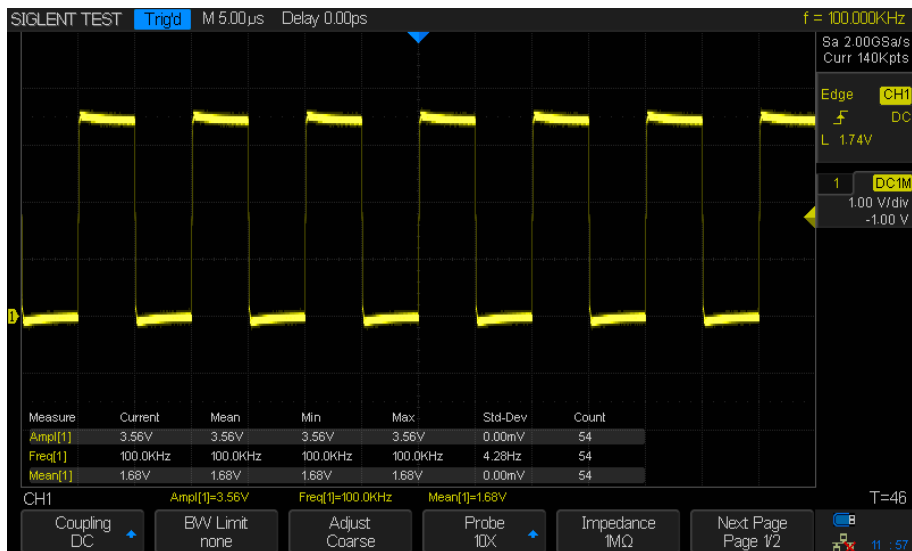 SIGLENT TEST Trig'd M 5.00µs Delay 0.00ps f = 100.000KHz
Sa 2.00GSa/s
Curr 140Kpts
Edge CH1
DC
L 1.74V
1 DC1M
1.00 V/div
-1.00 V
1
Measure Current Mean Min Max Std-Dev Count
Ampl[1] 3.56V 3.56V 3.56V 3.56V 0.00mV 54
Freq[1] 100.0KHz 100.0KHz 100.0KHz 100.0KHz 4.28Hz 54
Mean[1] 1.68V 1.68V 1.68V 1.68V 0.00mV 54
CH1 Ampl[1]=3.56V Freq[1]=100.0KHz Mean[1]=1.68V T=46
Coupling BW Limit Adjust Probe Impedance Next Page
DC none Coarse 10X 1MΩ Page 1/2
11 : 57